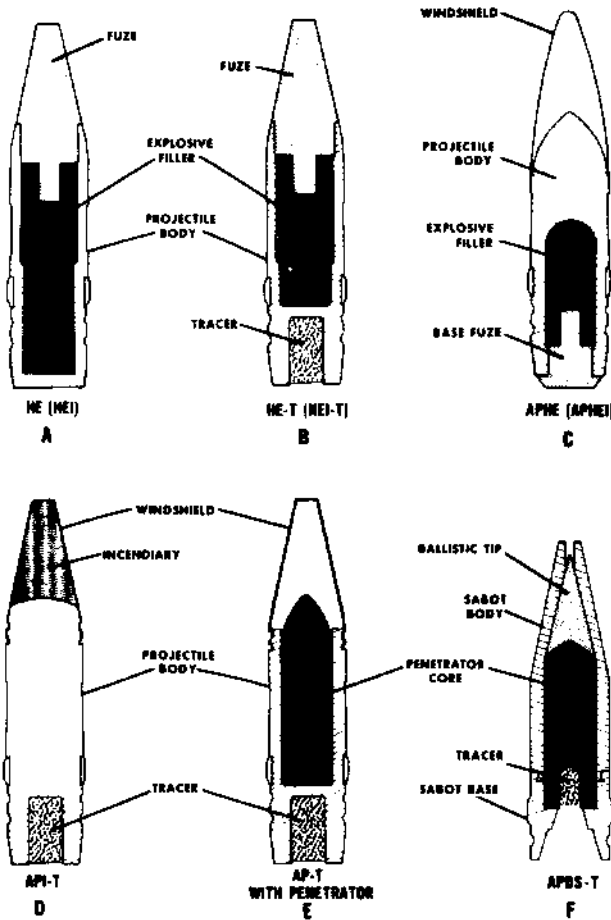 FUZE
FUZE
WINDSHIELD
EXPLOSIVE
FILLER
PROJECTILE
BODY
PROJECTILE
BODY
EXPLOSIVE
FILLER
TRACER
BASE FUZE
HE (HEI)
A
HE-T (HEI-T)
B
APHE (APHEI)
C
WINDSHIELD
INCENDIARY
BALLISTIC TIP
SABOT
BODY
PROJECTILE
BODY
PENETRATOR
CORE
TRACER
TRACER
SABOT BASE
API-T
D
AP-T
WITH PENETRATOR
E
APDS-T
F